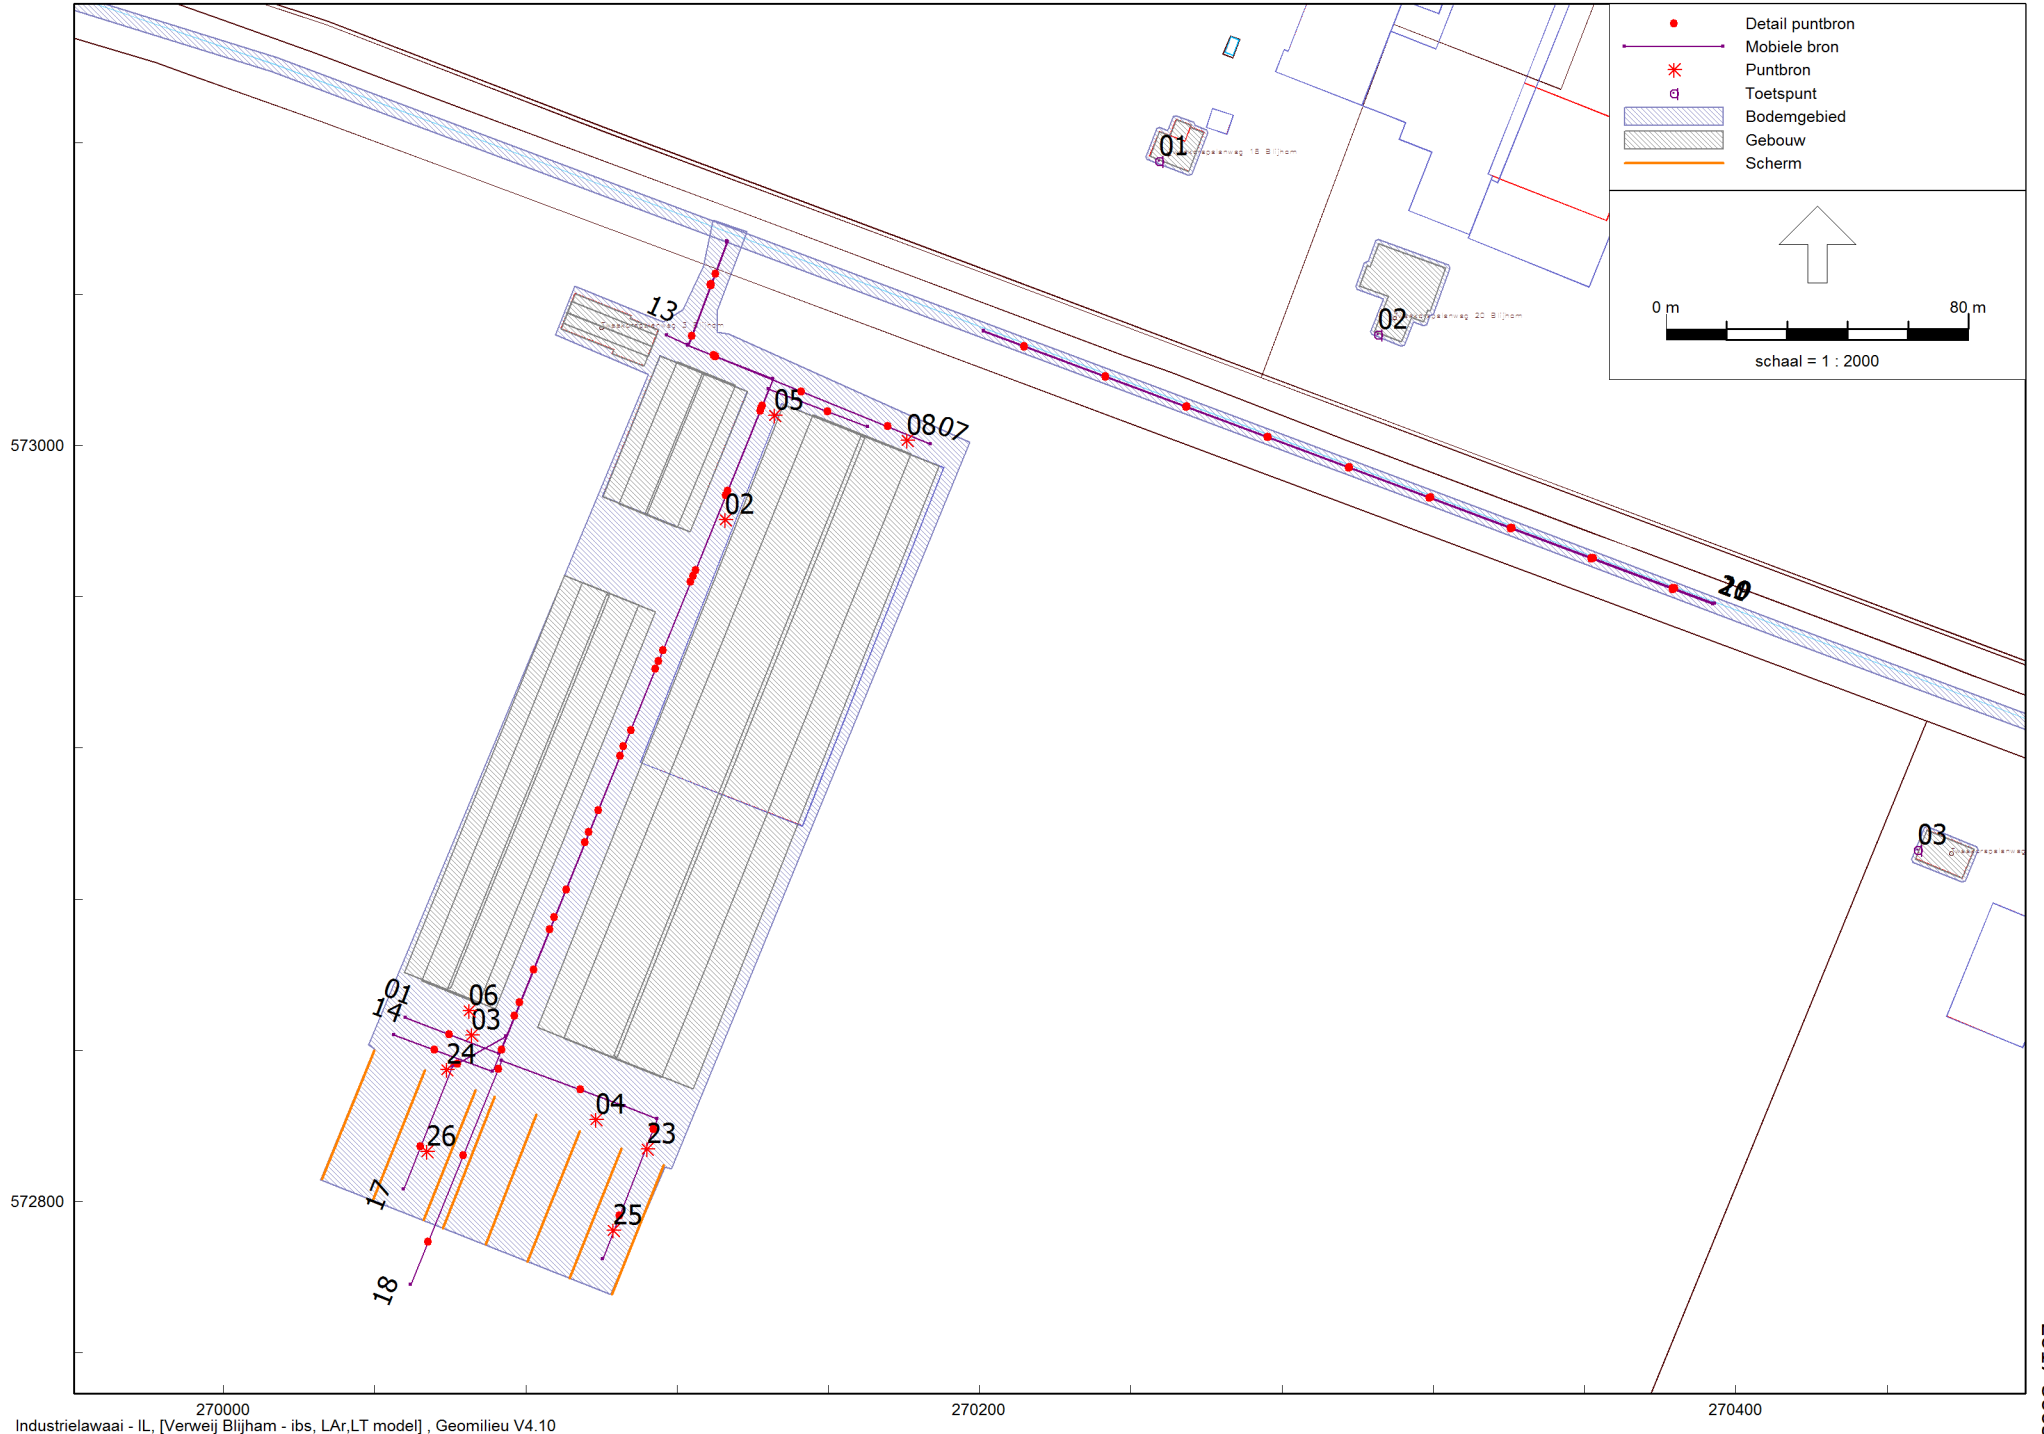 Detail puntbron
Mobiele bron
Puntbron
Toetspunt
Bodemgebied
Gebouw
Scherm
0 m
80 m
schaal = 1 : 2000
01
02
13
05
08
07
02
573000
03
01
14
06
03
24
04
23
26
25
17
18
572800
270000
270200
270400
Industrielawaai - IL, [Verweij Blijham - ibs, LAr,LT model] , Geomilieu V4.10